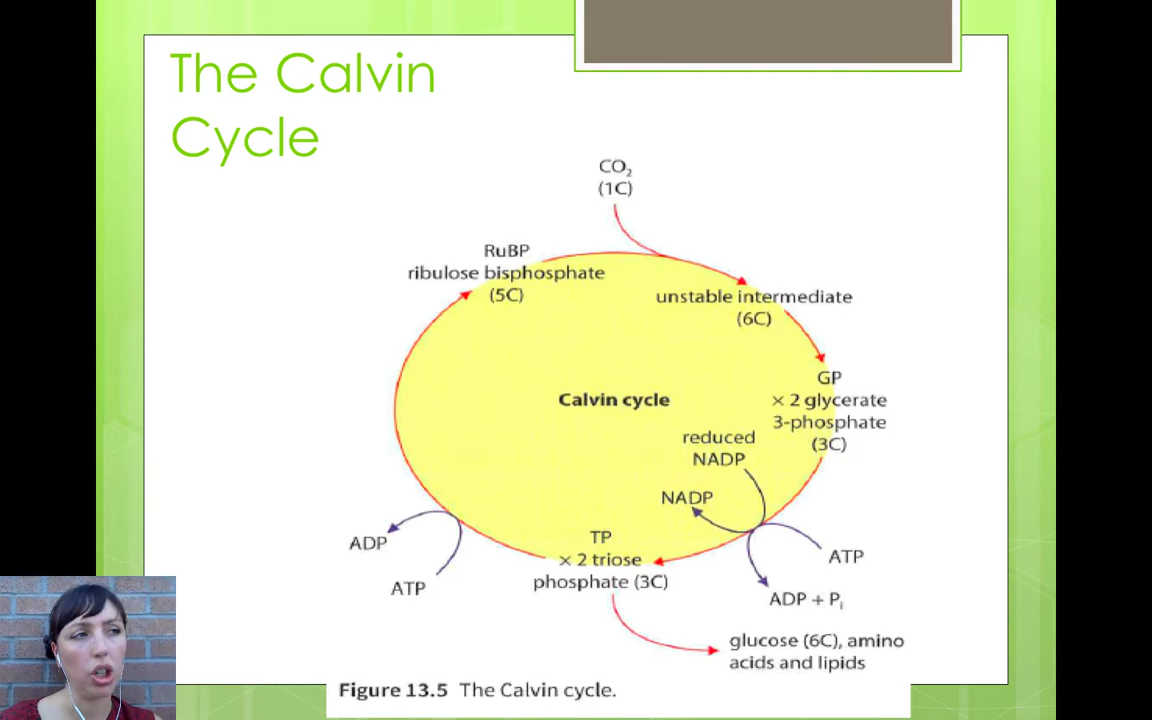 The Calvin
Cycle
CO₂
(1C)
RuBP
ribulose bisphosphate
(5C)
unstable intermediate
(6C)
GP
× 2 glycerate
3-phosphate
(3C)
Calvin cycle
reduced
NADP
NADP
ATP
ADP + Pᵢ
TP
× 2 triose
phosphate (3C)
ADP
ATP
glucose (6C), amino
acids and lipids
Figure 13.5 The Calvin cycle.